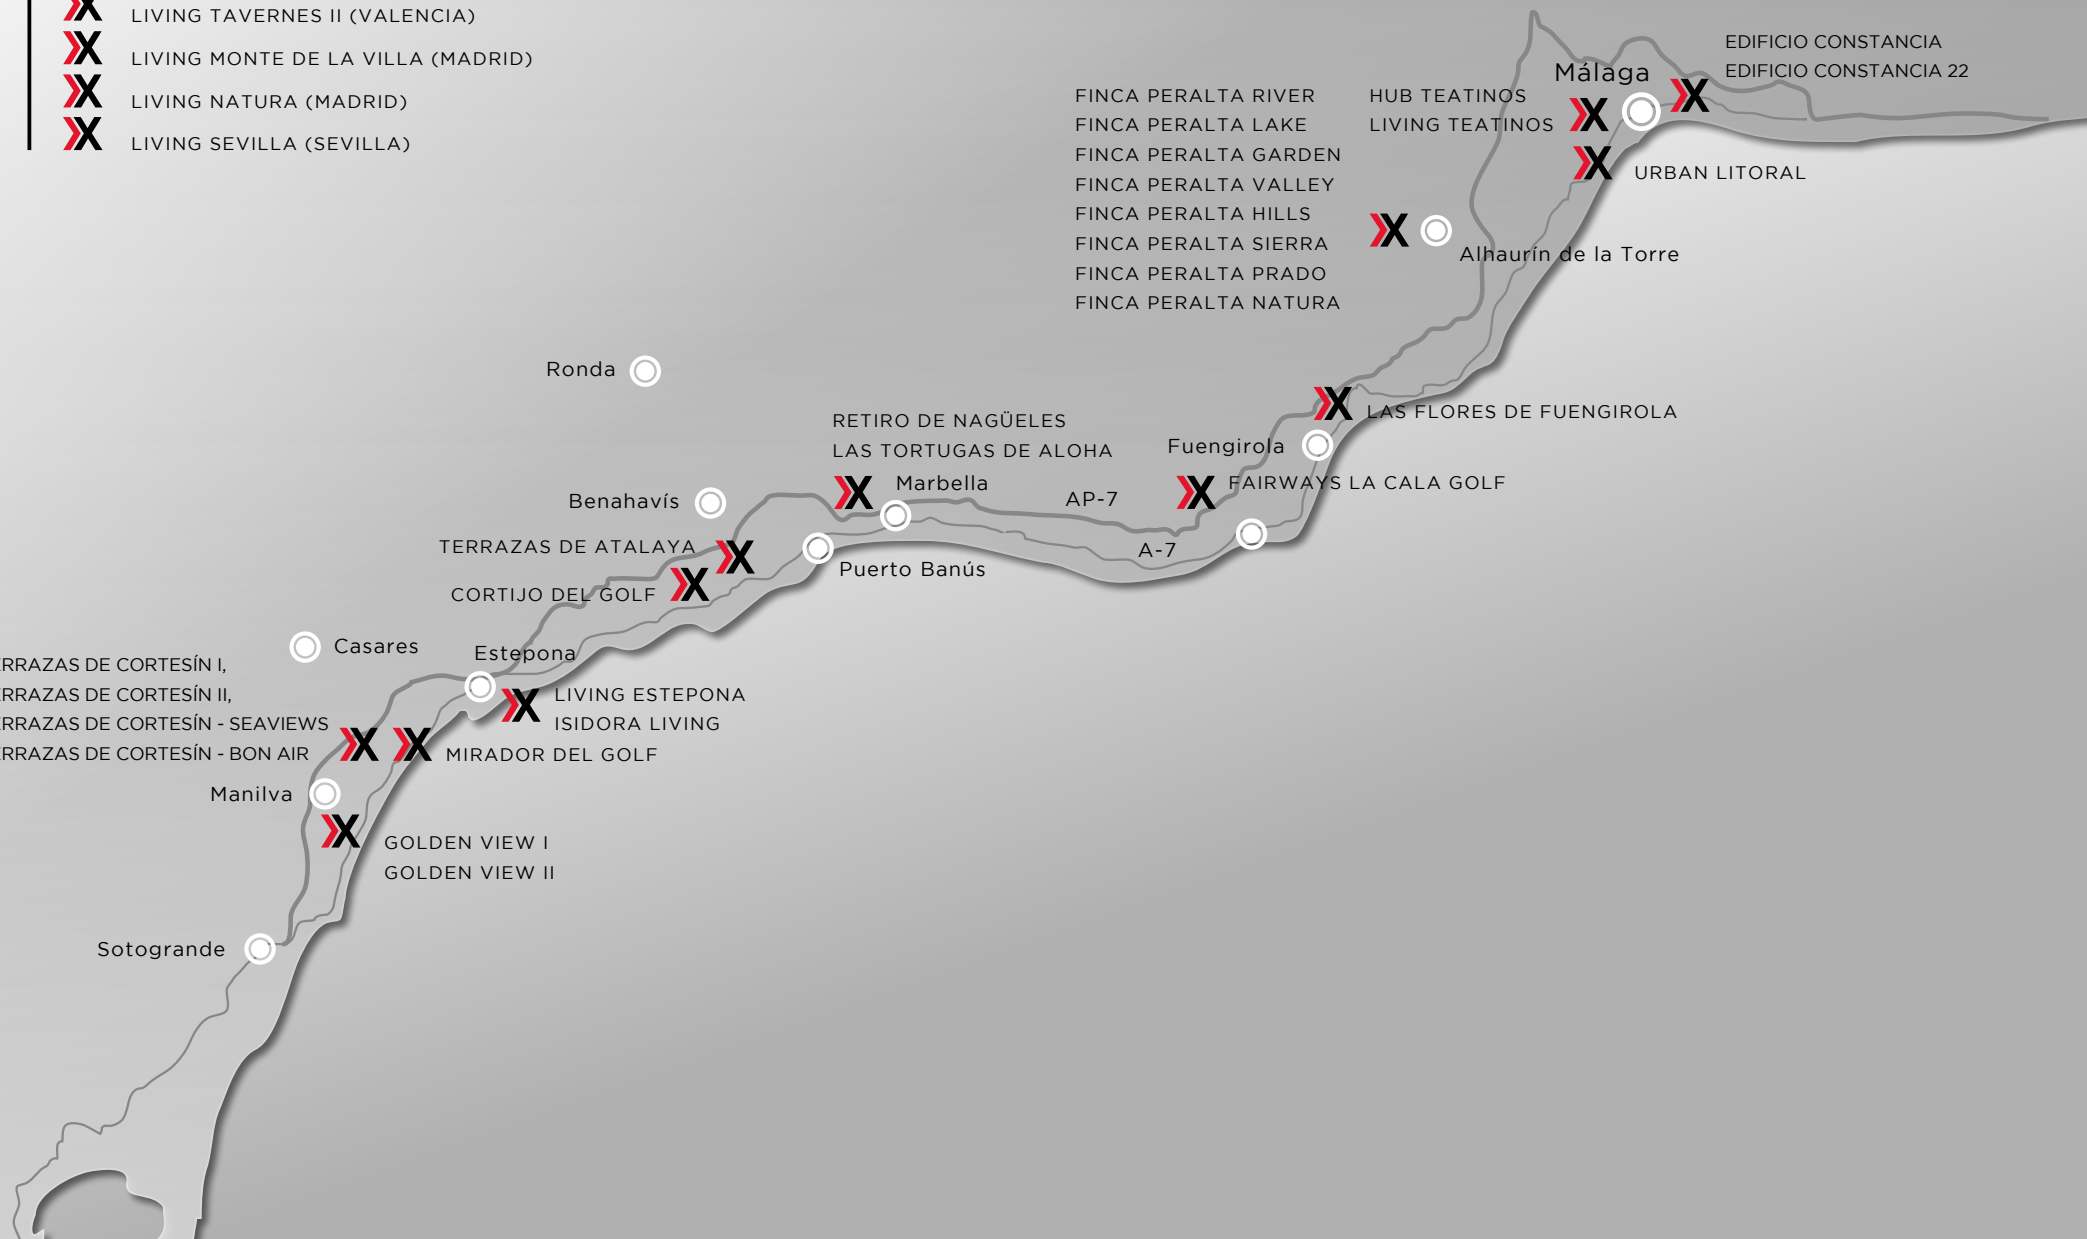 LIVING TAVERNES II (VALENCIA)
LIVING MONTE DE LA VILLA (MADRID)
LIVING NATURA (MADRID)
LIVING SEVILLA (SEVILLA)
EDIFICIO CONSTANCIA
EDIFICIO CONSTANCIA 22
Málaga
HUB TEATINOS
LIVING TEATINOS
URBAN LITORAL
FINCA PERALTA RIVER
FINCA PERALTA LAKE
FINCA PERALTA GARDEN
FINCA PERALTA VALLEY
FINCA PERALTA HILLS
FINCA PERALTA SIERRA
FINCA PERALTA PRADO
FINCA PERALTA NATURA
Alhaurín de la Torre
Ronda
LAS FLORES DE FUENGIROLA
RETIRO DE NAGÜELES
LAS TORTUGAS DE ALOHA
Fuengirola
Marbella
FAIRWAYS LA CALA GOLF
AP-7
Benahavís
TERRAZAS DE ATALAYA
A-7
Puerto Banús
CORTIJO DEL GOLF
Casares
Estepona
ERRAZAS DE CORTESÍN I,
ERRAZAS DE CORTESÍN II,
ERRAZAS DE CORTESÍN - SEAVIEWS
ERRAZAS DE CORTESÍN - BON AIR
LIVING ESTEPONA
ISIDORA LIVING
MIRADOR DEL GOLF
Manilva
GOLDEN VIEW I
GOLDEN VIEW II
Sotogrande